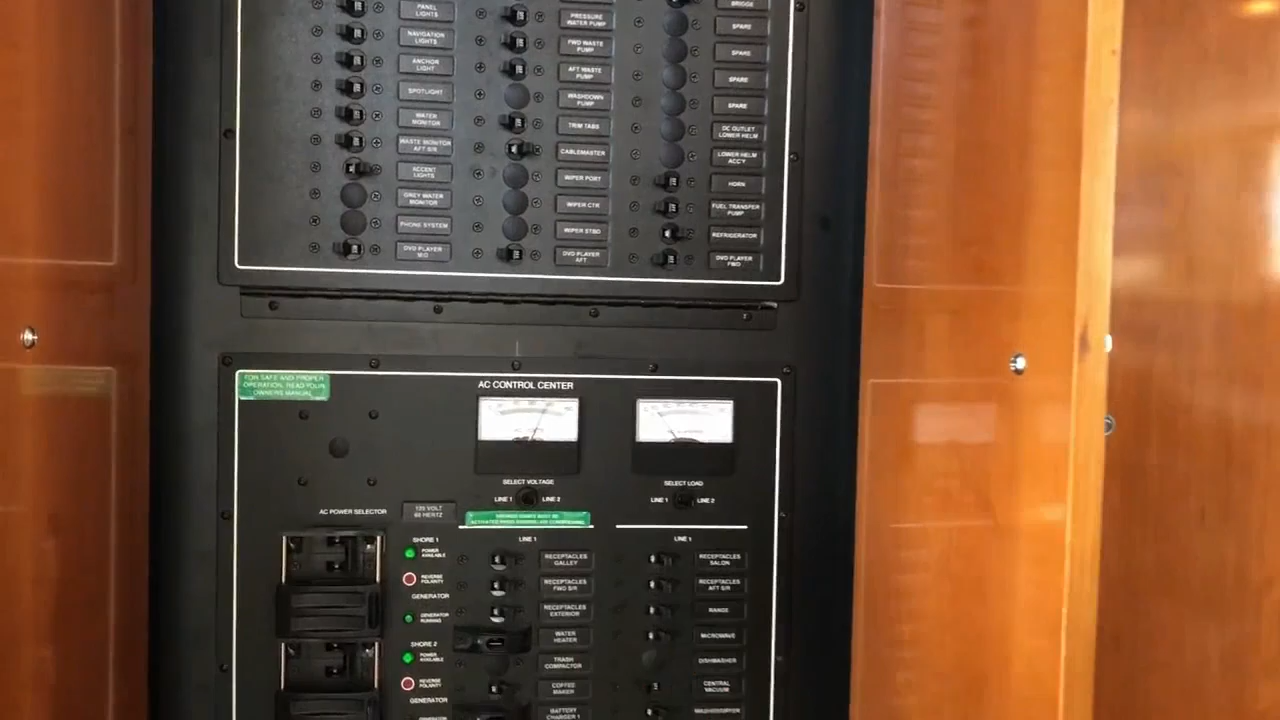 PANEL
LIGHTS
NAVIGATION
LIGHTS
ANCHOR
LIGHT
SPOTLIGHT
WATER
MONITOR
WASTE MONITOR
AFT S/R
ACCENT
LIGHTS
GREY WATER
MONITOR
PHONE SYSTEM
DVD PLAYER
PRESSURE
WATER PUMP
FWD WASTE
PUMP
AFT WASTE
PUMP
WASHDOWN
PUMP
TRIM TABS
CABLEMASTER
WIPER PORT
WIPER CTR
WIPER STBD
DVD PLAYER
AFT
BRIDGE
SPARE
SPARE
SPARE
SPARE
DC OUTLET
LOWER HELM
LOWER HELM
ACC'Y
HORN
FUEL TRANSFER
PUMP
REFRIGERATOR
DVD PLAYER
FWD
FOR SAFE AND PROPER
OPERATION, READ YOUR
OWNERS MANUAL
AC CONTROL CENTER
SELECT VOLTAGE
LINE 1 LINE 2
SELECT LOAD
LINE 1 LINE 2
AC POWER SELECTOR
60 HERTZ
SHORE 1
POWER
AVAILABLE
REVERSE
POLARITY
GENERATOR
GENERATOR
RUNNING
SHORE 2
POWER
AVAILABLE
REVERSE
POLARITY
GENERATOR
GENERATOR
LINE 1
RECEPTACLES
GALLEY
RECEPTACLES
FWD S/R
RECEPTACLES
EXTERIOR
WATER
HEATER
TRASH
COMPACTOR
COFFEE
MAKER
BATTERY
CHARGER 1
LINE 1
RECEPTACLES
SALON
RECEPTACLES
AFT S/R
RANGE
MICROWAVE
DISHWASHER
CENTRAL
VACUUM